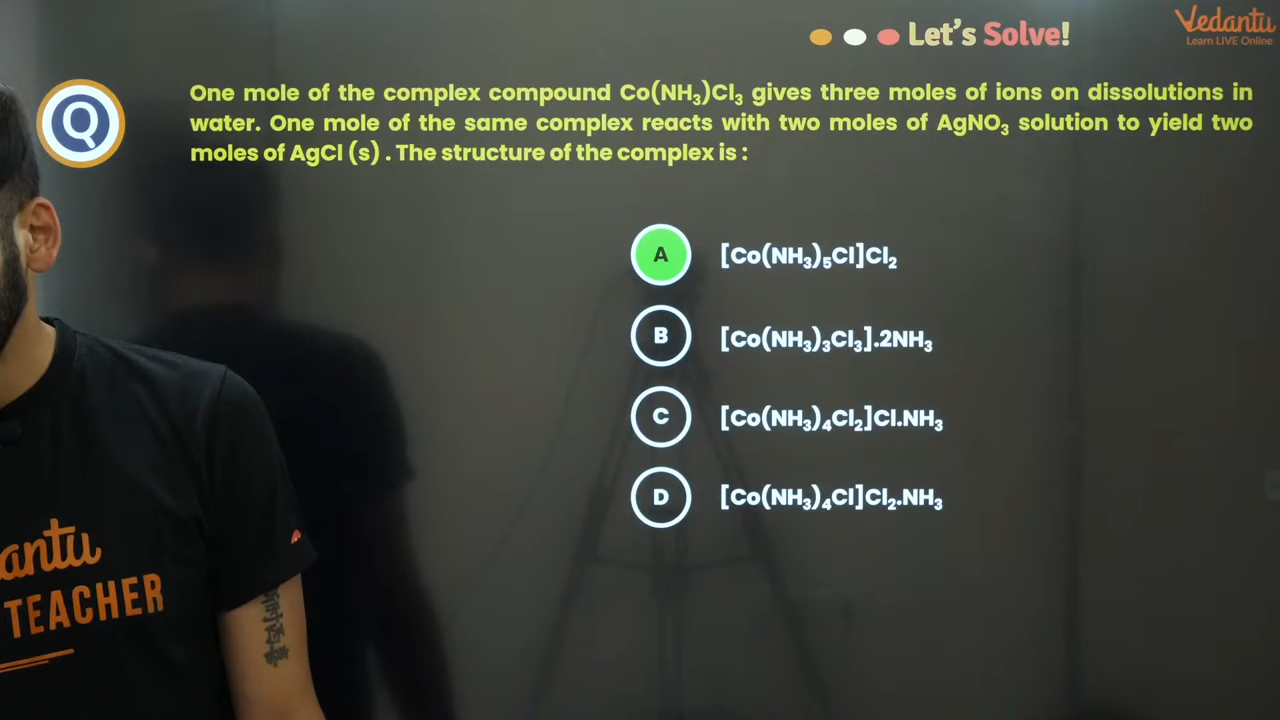 Let's Solve!
Vedantu
Learn LIVE Online
Q
One mole of the complex compound Co(NH₃)Cl₃ gives three moles of ions on dissolutions in
water. One mole of the same complex reacts with two moles of AgNO₃ solution to yield two
moles of AgCl (s) . The structure of the complex is :
A [Co(NH₃)₅Cl]Cl₂
B [Co(NH₃)₃Cl₃].2NH₃
C [Co(NH₃)₄Cl₂]Cl.NH₃
D [Co(NH₃)₄Cl]Cl₂.NH₃
antu
TEACHER